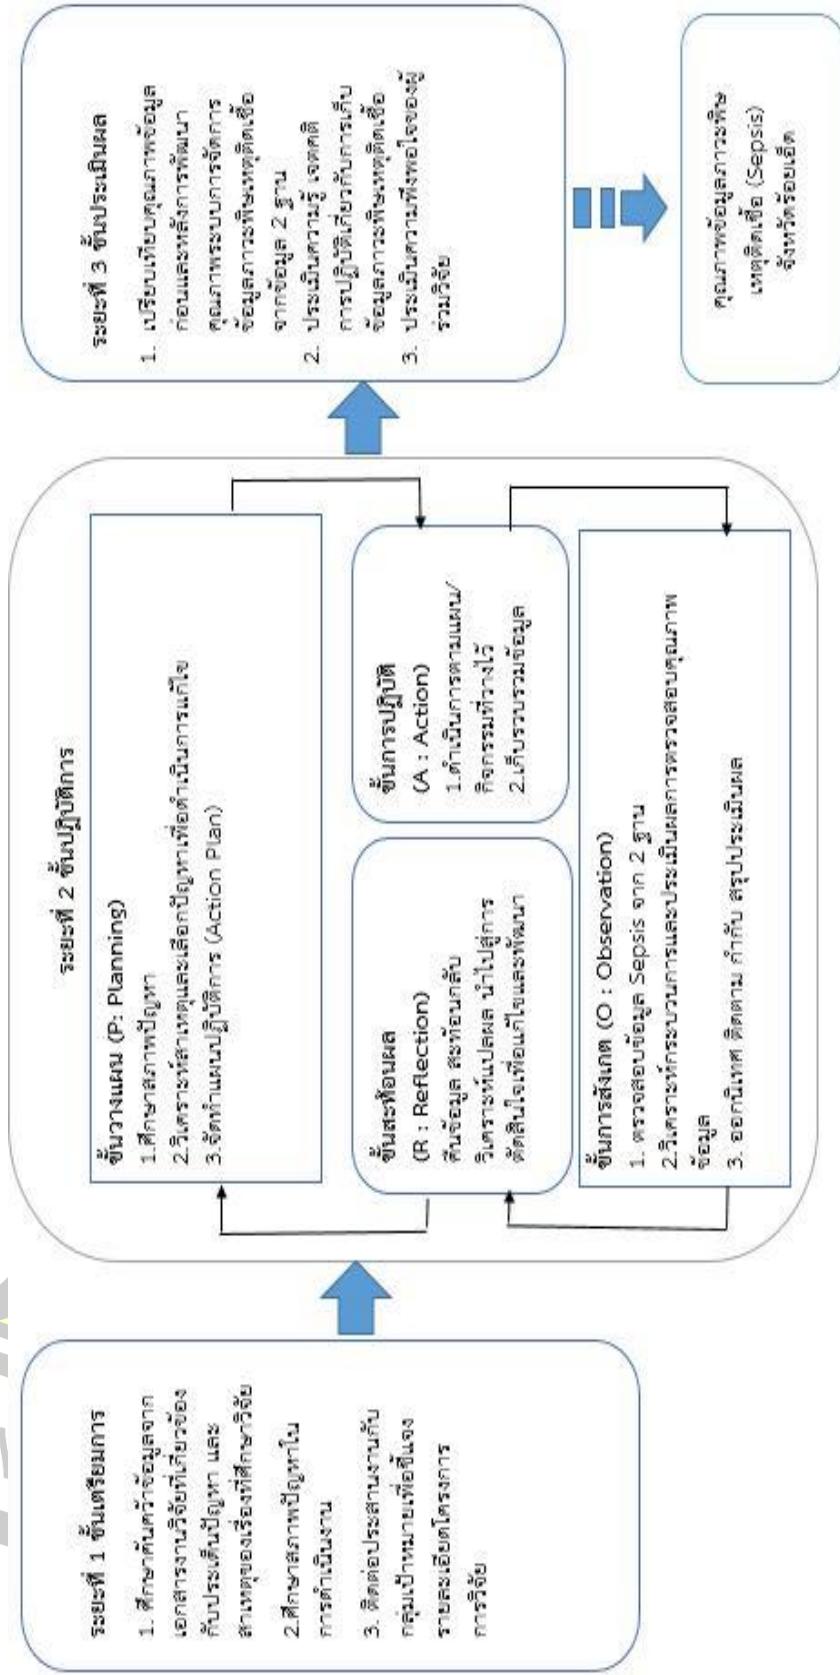 ระยะที่ 1 ขั้นเตรียมการ
1. ศึกษาค้นคว้าข้อมูลจาก
เอกสารงานวิจัยที่เกี่ยวข้อง
กับประเด็นปัญหา และ
สาเหตุของเรื่องที่ศึกษาวิจัย
2.ศึกษาสภาพปัญหาใน
การดำเนินงาน
3. ติดต่อประสานงานกับ
กลุ่มเป้าหมายเพื่อชี้แจง
รายละเอียดโครงการ
การวิจัย
ระยะที่ 2 ขั้นปฏิบัติการ
ขั้นวางแผน (P: Planning)
1.ศึกษาสภาพปัญหา
2.วิเคราะห์สาเหตุและเลือกปัญหาเพื่อดำเนินการแก้ไข
3.จัดทำแผนปฏิบัติการ (Action Plan)
ขั้นสะท้อนผล
(R : Reflection)
คืนข้อมูล สะท้อนกลับ
วิเคราะห์แปลผล นำไปสู่การ
ตัดสินใจเพื่อแก้ไขและพัฒนา
ขั้นการปฏิบัติ
(A : Action)
1.ดำเนินการตามแผน/
กิจกรรมที่วางไว้
2.เก็บรวบรวมข้อมูล
ขั้นการสังเกต (O : Observation)
1. ตรวจสอบข้อมูล Sepsis จาก 2 ฐาน
2.วิเคราะห์กระบวนการและประเมินผลการตรวจสอบคุณภาพ
ข้อมูล
3. ออกนิเทศ ติดตาม กำกับ สรุปประเมินผล
ระยะที่ 3 ขั้นประเมินผล
1. เปรียบเทียบคุณภาพข้อมูล
ก่อนและหลังการพัฒนา
คุณภาพระบบการจัดการ
ข้อมูลภาวะพิษเหตุติดเชื้อ
จากข้อมูล 2 ฐาน
2. ประเมินความรู้ เจตคติ
การปฏิบัติเกี่ยวกับการเก็บ
ข้อมูลภาวะพิษเหตุติดเชื้อ
3. ประเมินความพึงพอใจของผู้
ร่วมวิจัย
คุณภาพข้อมูลภาวะพิษ
เหตุติดเชื้อ (Sepsis)
จังหวัดร้อยเอ็ด